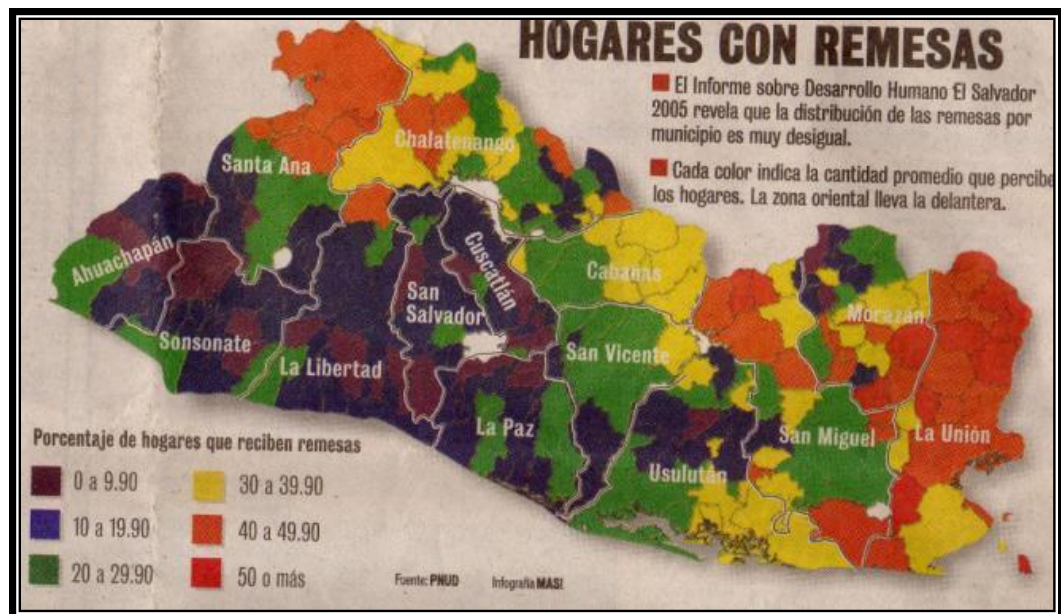 HOGARES CON REMESAS
El Informe sobre Desarrollo Humano El Salvador
2005 revela que la distribución de las remesas por
municipio es muy desigual.
Cada color indica la cantidad promedio que percibe
los hogares. La zona oriental lleva la delantera.
Chalatenango
Santa Ana
Ahuachapán
Cuscatlán
Cabañas
San
Salvador
Morazán
Sonsonate
La Libertad
San Vicente
La Paz
San Miguel
La Unión
Usulután
Porcentaje de hogares que reciben remesas
0 a 9.90
30 a 39.90
10 a 19.90
40 a 49.90
20 a 29.90
50 o más
Fuente: PNUD
Infografía MAS!